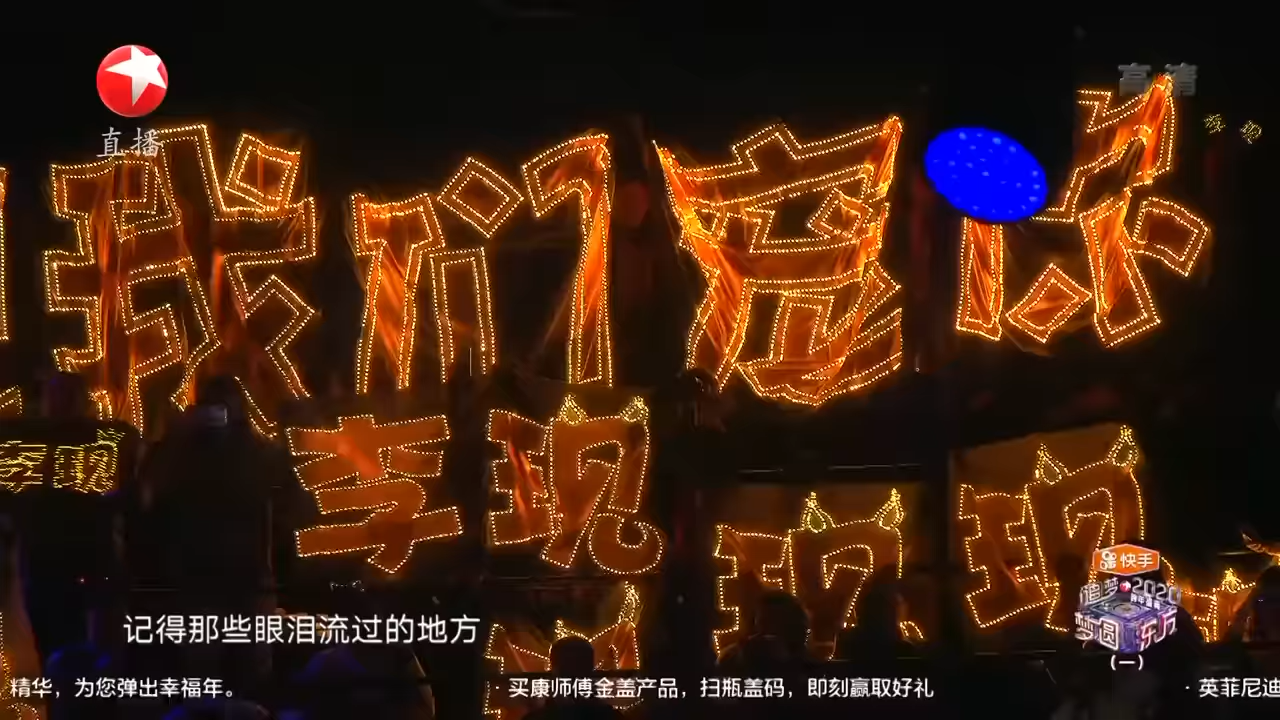 高清
直播
我们宠你
李现
李现
现
现
快手
追梦2020
梦圆东方
(一)
记得那些眼泪流过的地方
精华，为您弹出幸福年。
· 买康师傅金盖产品，扫瓶盖码，即刻赢取好礼
· 英菲尼迪